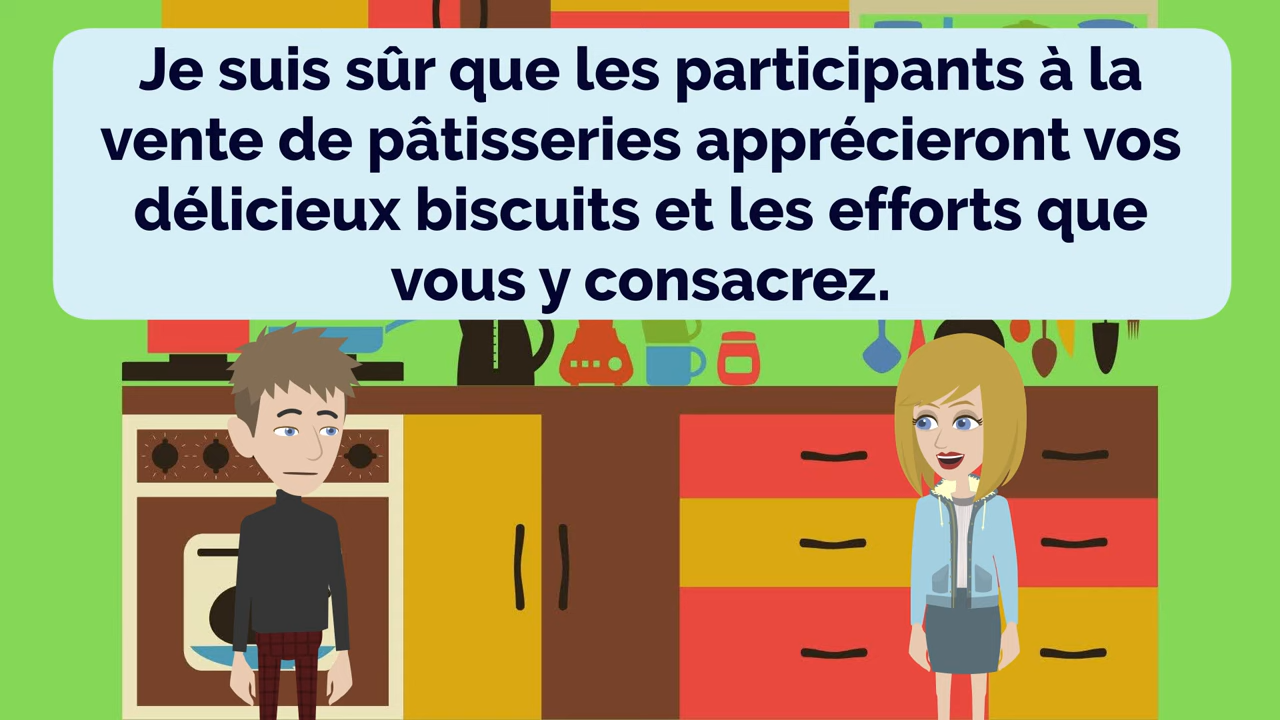 Je suis sûr que les participants à la
vente de pâtisseries apprécieront vos
délicieux biscuits et les efforts que
vous y consacrez.